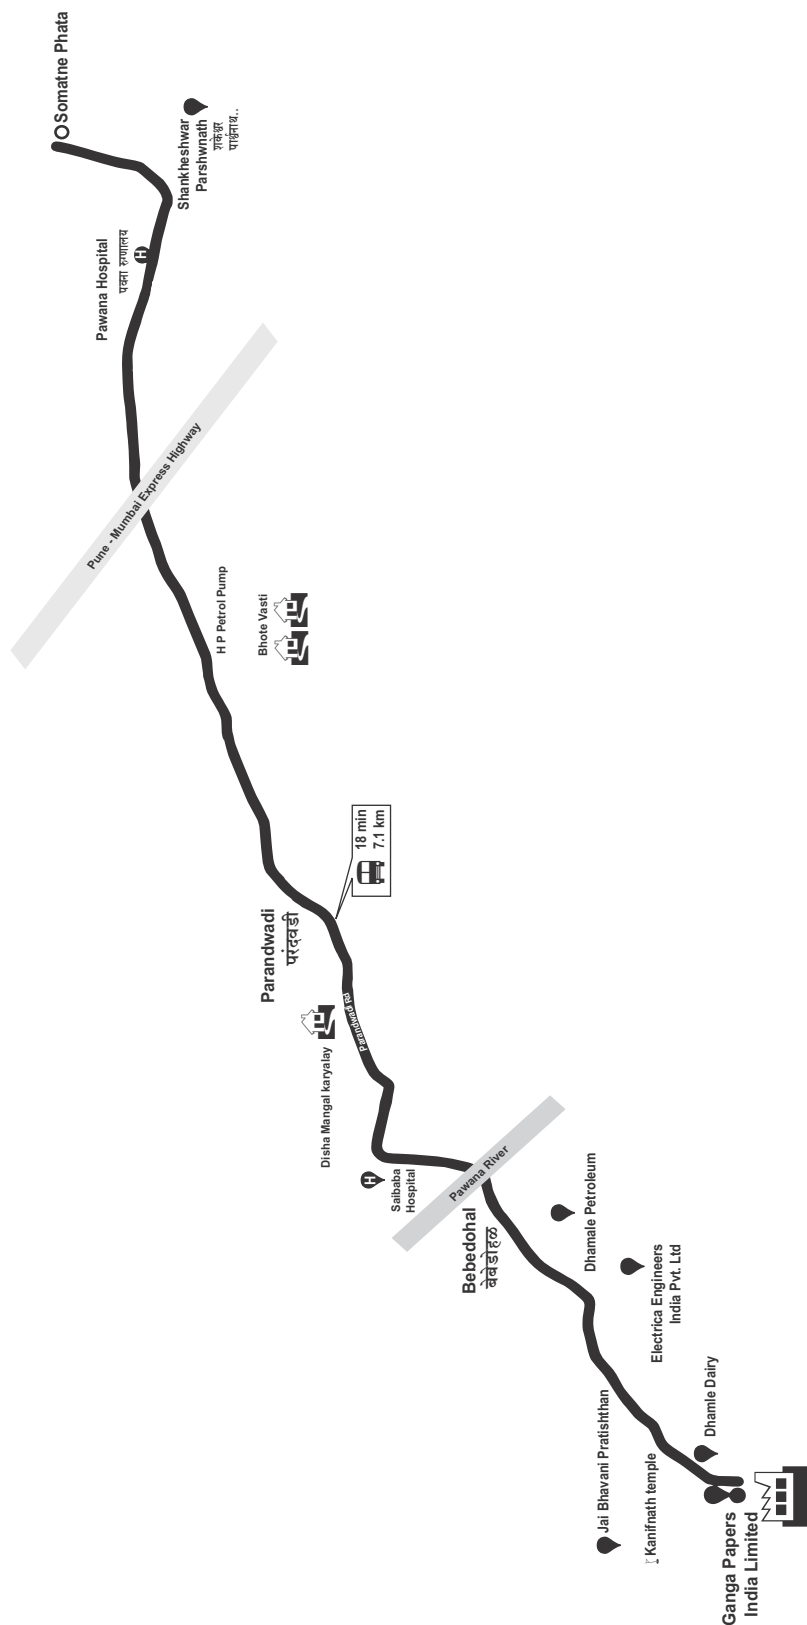 Somatne Phata
Shankheshwar
Parshwnath
शंकेश्वर
पार्श्वनाथ..
Pawana Hospital
पवना रुग्णालय
Pune - Mumbai Express Highway
H P Petrol Pump
Bhote Vasti
18 min
7.1 km
Parandwadi
परंदवडी
Parandwadi Rd
Disha Mangal karyalay
H
Saibaba
Hospital
Pawana River
Bebedohal
बेबेडोहळ
Dhamale Petroleum
Electrica Engineers
India Pvt. Ltd
Dhamle Dairy
Jai Bhavani Pratishthan
Kanifnath temple
Ganga Papers
India Limited